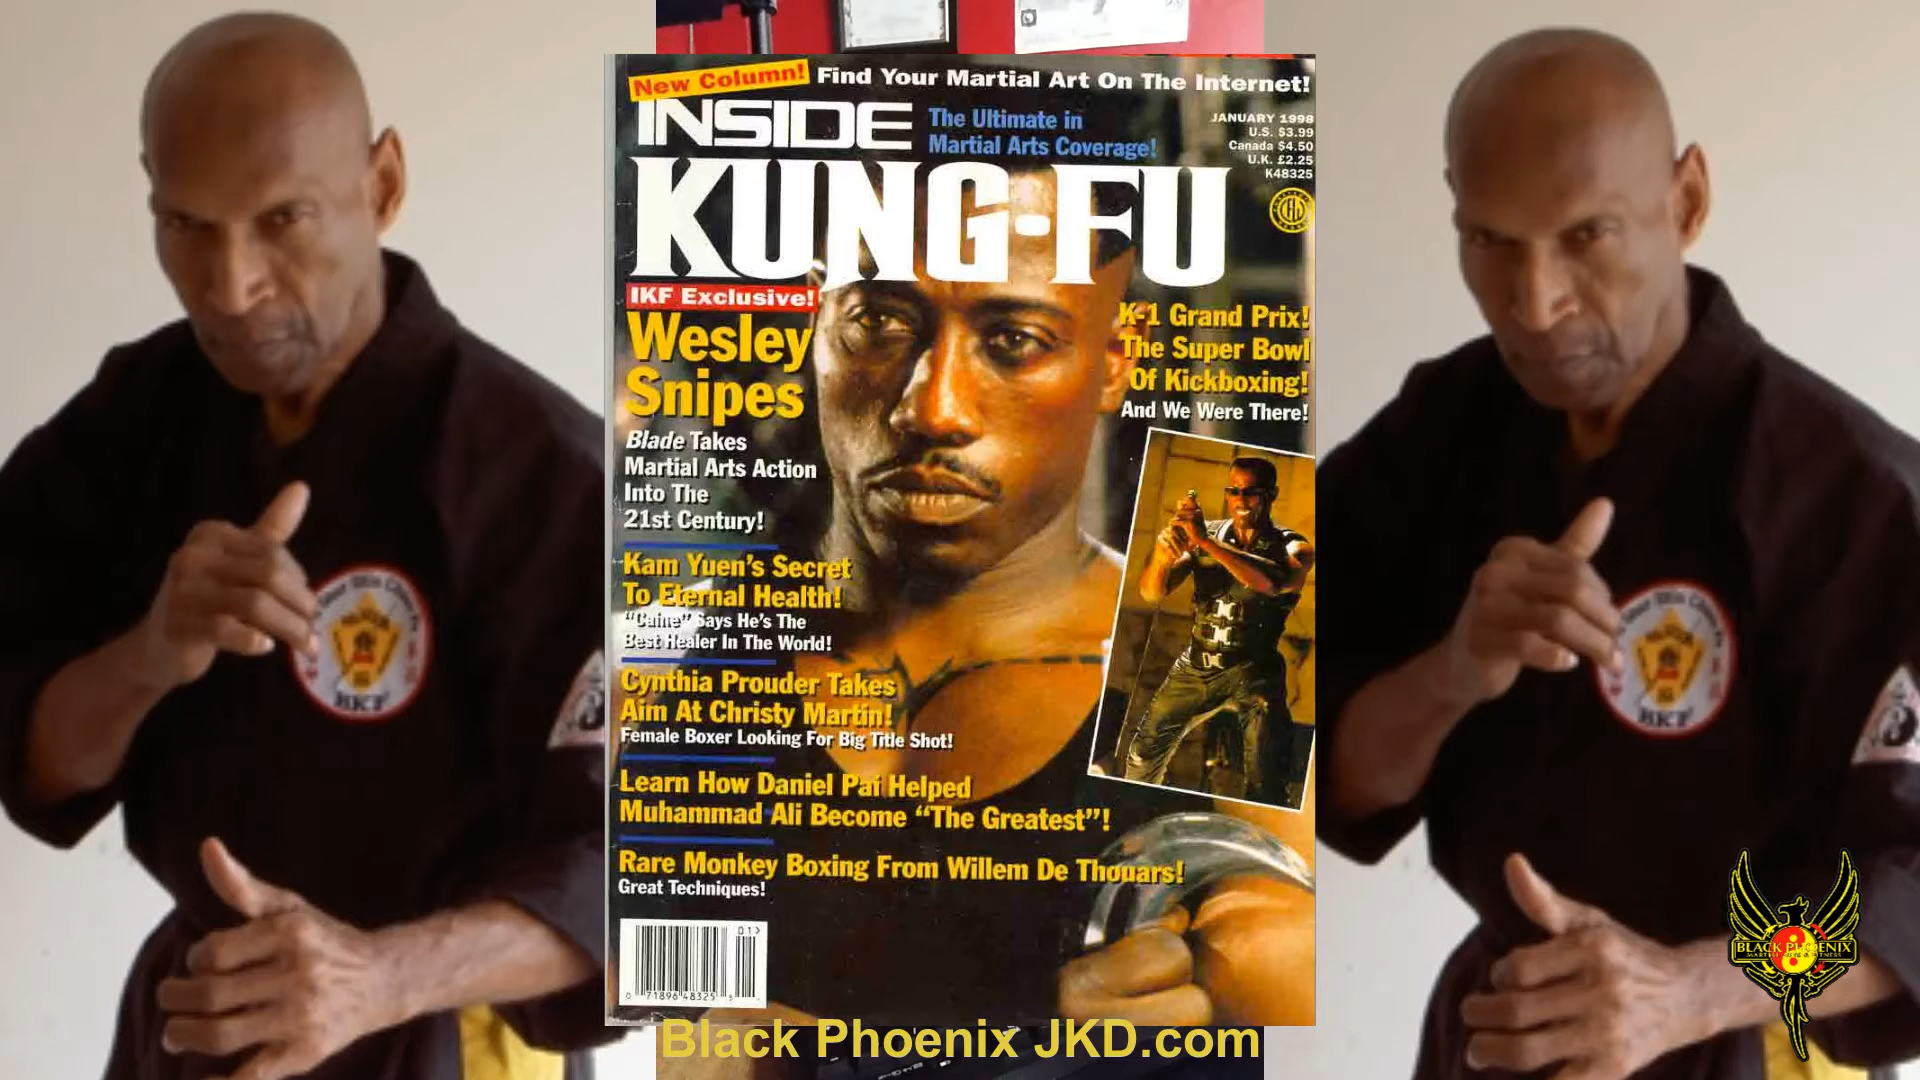 New Column! Find Your Martial Art On The Internet!
INSIDE
The Ultimate in
Martial Arts Coverage!
JANUARY 1998
U.S. $3.99
Canada $4.50
U.K. £2.25
K48325
KUNG-FU
IKF Exclusive!
Wesley
Snipes
Blade Takes
Martial Arts Action
Into The
21st Century!
K-1 Grand Prix!
The Super Bowl
Of Kickboxing!
And We Were There!
Kam Yuen's Secret
To Eternal Health!
"Caine" Says He's The
Best Healer In The World!
Cynthia Prouder Takes
Aim At Christy Martin!
Female Boxer Looking For Big Title Shot!
Learn How Daniel Pai Helped
Muhammad Ali Become “The Greatest”!
Rare Monkey Boxing From Willem De Thouars!
Great Techniques!
01>
0 71896 48325 5
BLACK PHOENIX
Black Phoenix JKD.com